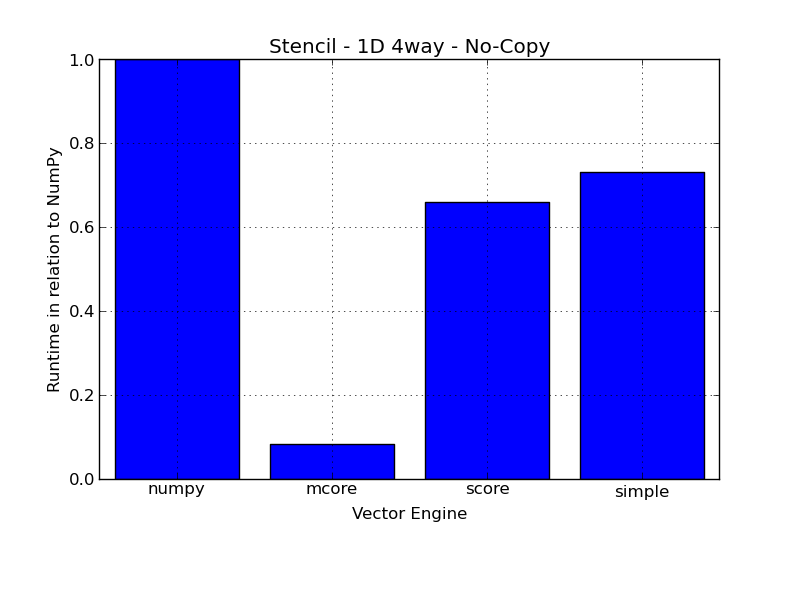 Stencil - 1D 4way - No-Copy
Runtime in relation to NumPy
1.0
0.8
0.6
0.4
0.2
0.0
numpy mcore score simple
Vector Engine